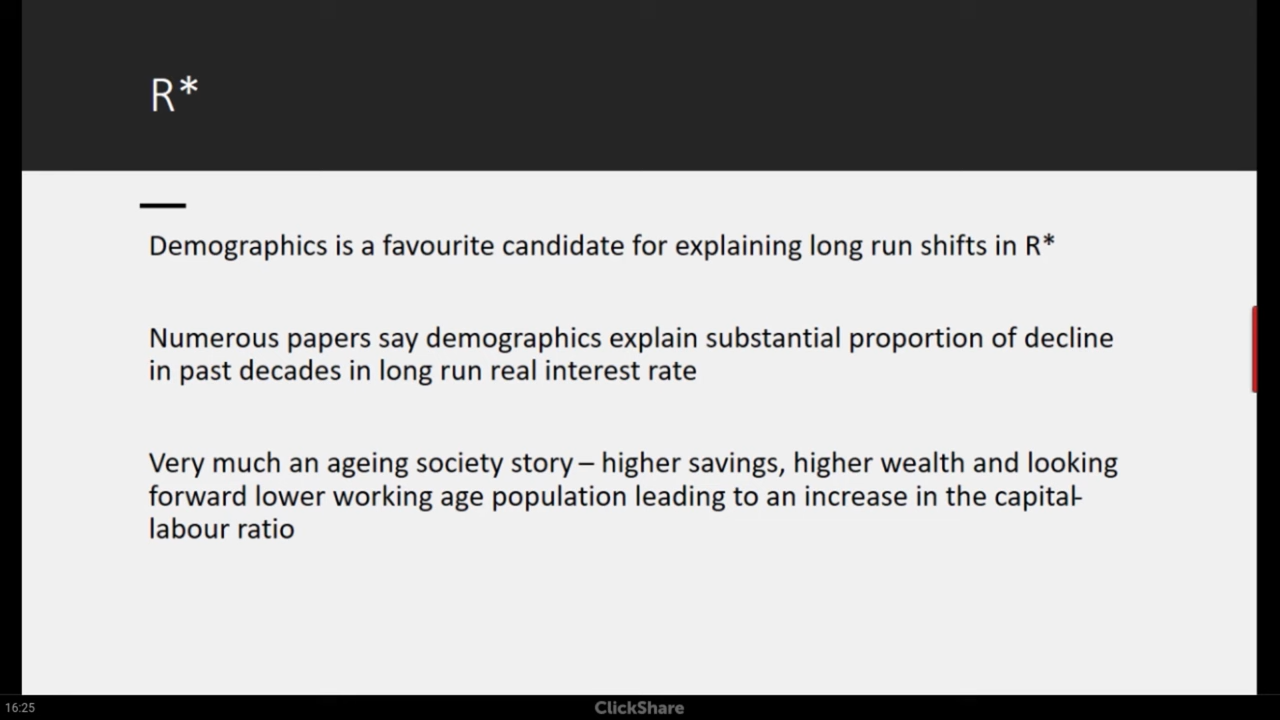 R*
Demographics is a favourite candidate for explaining long run shifts in R*
Numerous papers say demographics explain substantial proportion of decline
in past decades in long run real interest rate
Very much an ageing society story – higher savings, higher wealth and looking
forward lower working age population leading to an increase in the capital-
labour ratio
16:25
ClickShare